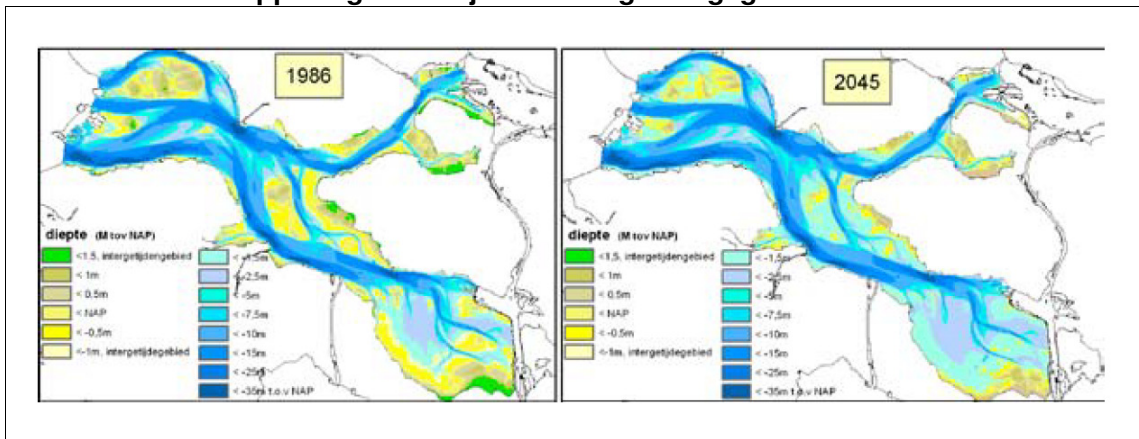 1986
diepte (M tov NAP)
<1.5, intergetijdengebied
< 1m
< 0.5m
< NAP
< -0,5m
<-1m, intergetijdegebied
< -1,5m
< -2,5m
< -5m
< -7,5m
< -10m
< -15m
< -25m
< -35m t.o.v NAP
2045
diepte (M tov NAP)
<1,5, intergetijdengebied
< 1m
< 0.5m
< NAP
< -0.5m
<-1m, intergetijdegebied
< -1,5m
< -2,5m
< -5m
< -7,5m
< -10m
< -15m
< -25m
< -35m t.o.v NAP